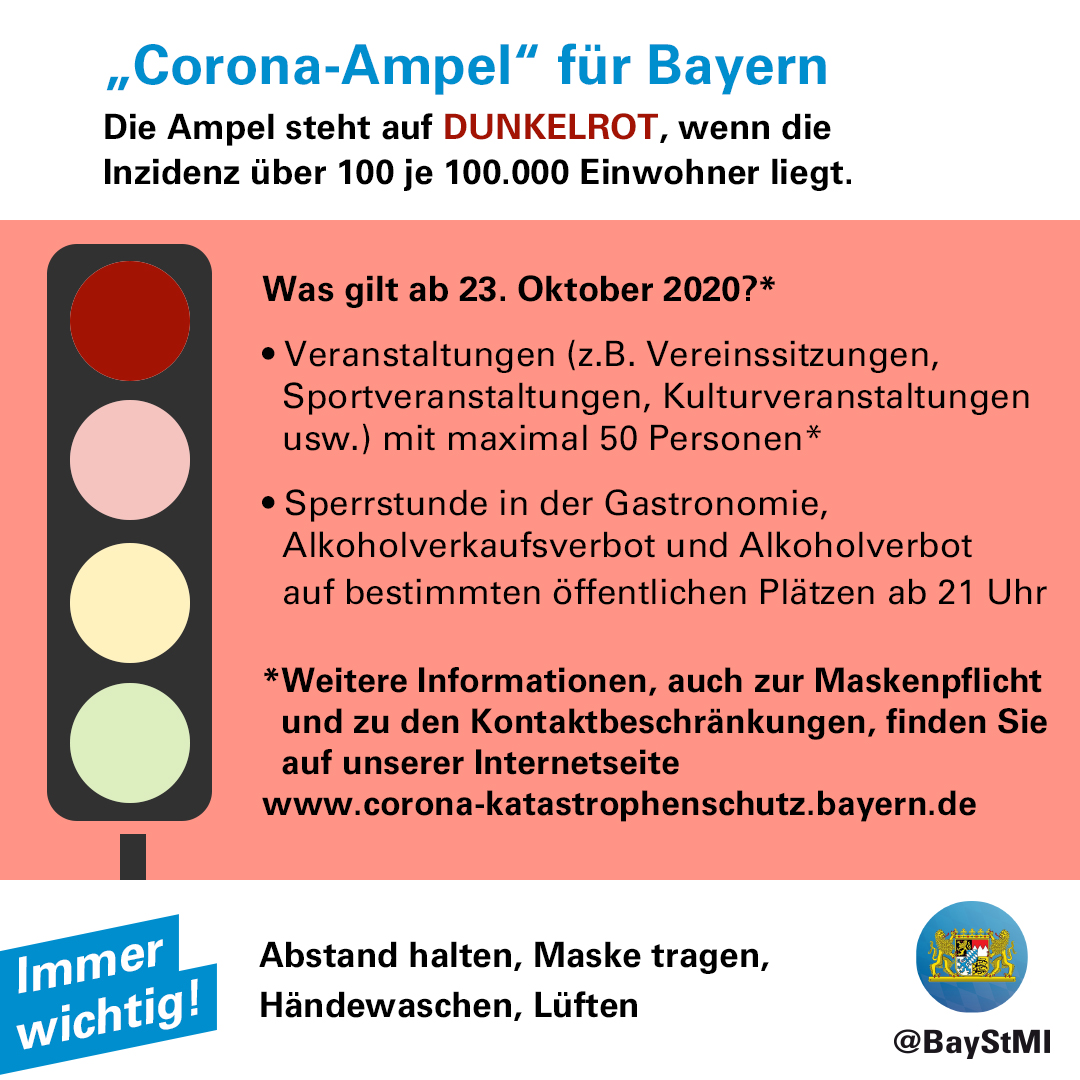 „Corona-Ampel“ für Bayern
Die Ampel steht auf DUNKELROT, wenn die
Inzidenz über 100 je 100.000 Einwohner liegt.
Was gilt ab 23. Oktober 2020?*
• Veranstaltungen (z.B. Vereinssitzungen,
Sportveranstaltungen, Kulturveranstaltungen
usw.) mit maximal 50 Personen*
• Sperrstunde in der Gastronomie,
Alkoholverkaufsverbot und Alkoholverbot
auf bestimmten öffentlichen Plätzen ab 21 Uhr
*Weitere Informationen, auch zur Maskenpflicht
und zu den Kontaktbeschränkungen, finden Sie
auf unserer Internetseite
www.corona-katastrophenschutz.bayern.de
Immer
wichtig!
Abstand halten, Maske tragen,
Händewaschen, Lüften
@BayStMI